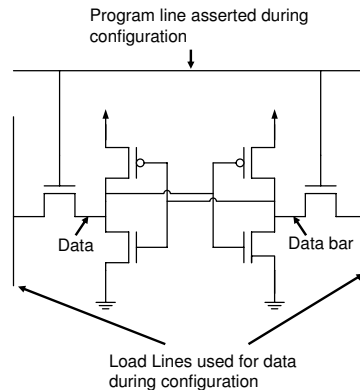 Program line asserted during
configuration
Data
Data bar
Load Lines used for data
during configuration